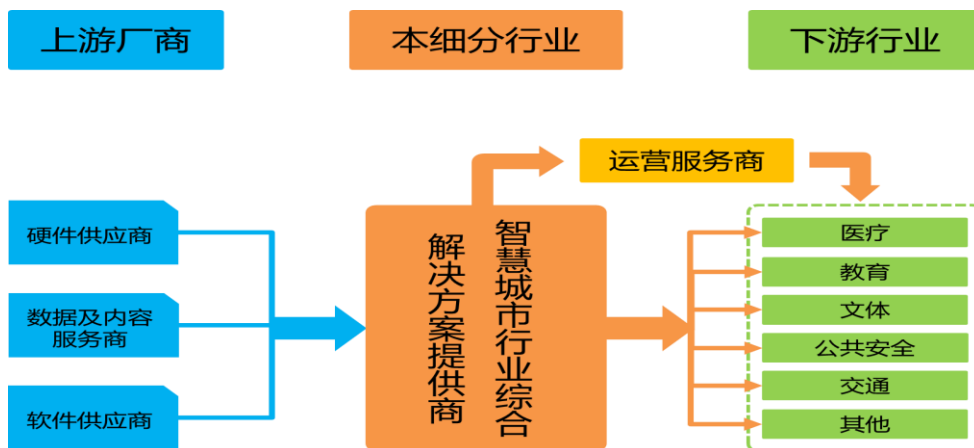 上游厂商
本细分行业
下游行业
运营服务商
硬件供应商
数据及内容
服务商
软件供应商
智慧城市行业综合
解决方案提供商
医疗
教育
文体
公共安全
交通
其他